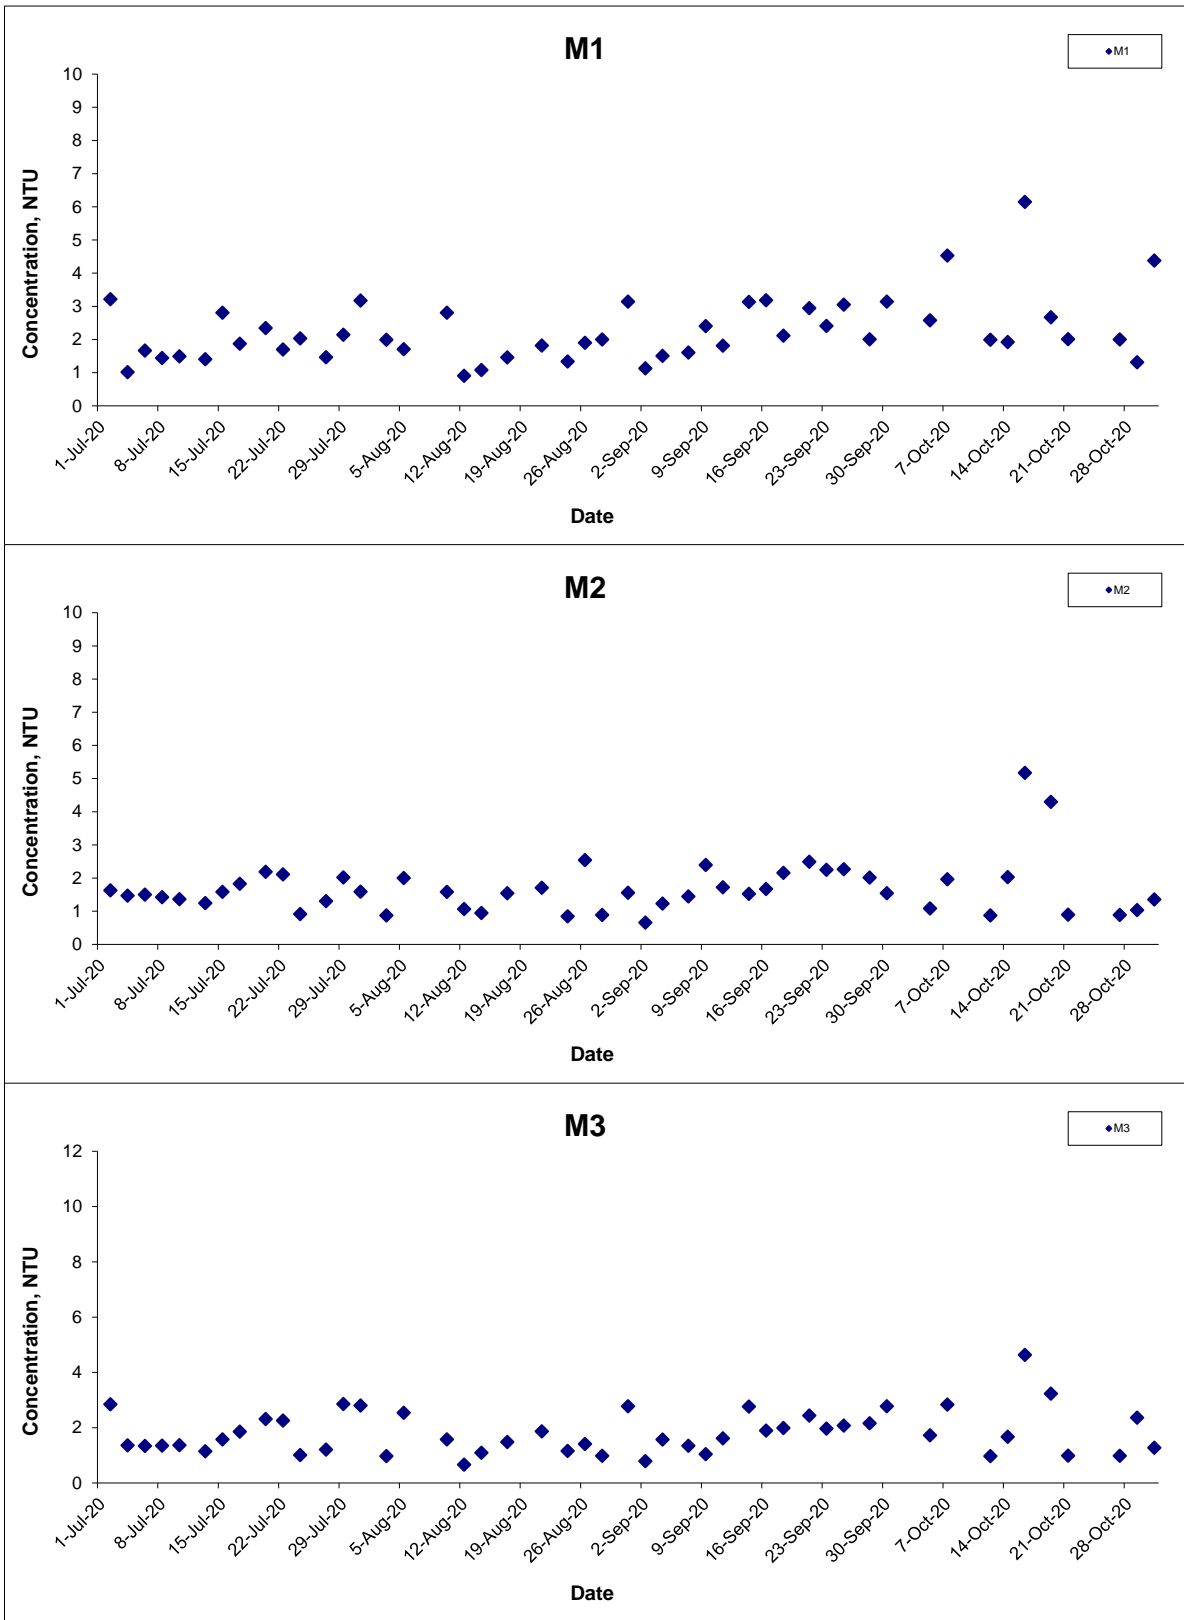 M1
M1
10
9
8
7
6
5
4
3
2
1
0
Concentration, NTU
1-Jul-20
8-Jul-20
15-Jul-20
22-Jul-20
29-Jul-20
5-Aug-20
12-Aug-20
19-Aug-20
26-Aug-20
2-Sep-20
9-Sep-20
16-Sep-20
23-Sep-20
30-Sep-20
7-Oct-20
14-Oct-20
21-Oct-20
28-Oct-20
Date
M2
M2
10
9
8
7
6
5
4
3
2
1
0
Concentration, NTU
1-Jul-20
8-Jul-20
15-Jul-20
22-Jul-20
29-Jul-20
5-Aug-20
12-Aug-20
19-Aug-20
26-Aug-20
2-Sep-20
9-Sep-20
16-Sep-20
23-Sep-20
30-Sep-20
7-Oct-20
14-Oct-20
21-Oct-20
28-Oct-20
Date
M3
M3
12
10
8
6
4
2
0
Concentration, NTU
1-Jul-20
8-Jul-20
15-Jul-20
22-Jul-20
29-Jul-20
5-Aug-20
12-Aug-20
19-Aug-20
26-Aug-20
2-Sep-20
9-Sep-20
16-Sep-20
23-Sep-20
30-Sep-20
7-Oct-20
14-Oct-20
21-Oct-20
28-Oct-20
Date